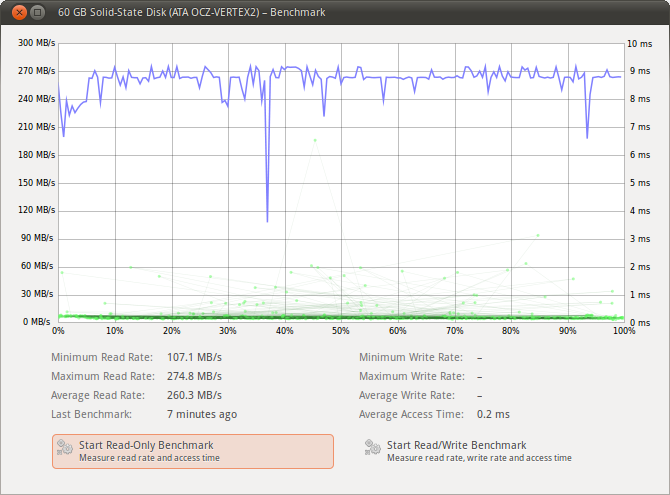 60 GB Solid-State Disk (ATA OCZ-VERTEX2) – Benchmark
300 MB/s
10 ms
270 MB/s
9 ms
240 MB/s
8 ms
210 MB/s
7 ms
180 MB/s
6 ms
150 MB/s
5 ms
120 MB/s
4 ms
90 MB/s
3 ms
60 MB/s
2 ms
30 MB/s
1 ms
0 MB/s
0 ms
0% 10% 20% 30% 40% 50% 60% 70% 80% 90% 100%
Minimum Read Rate: 107.1 MB/s
Minimum Write Rate: –
Maximum Read Rate: 274.8 MB/s
Maximum Write Rate: –
Average Read Rate: 260.3 MB/s
Average Write Rate: –
Last Benchmark: 7 minutes ago
Average Access Time: 0.2 ms
Start Read-Only Benchmark
Measure read rate and access time
Start Read/Write Benchmark
Measure read rate, write rate and access time